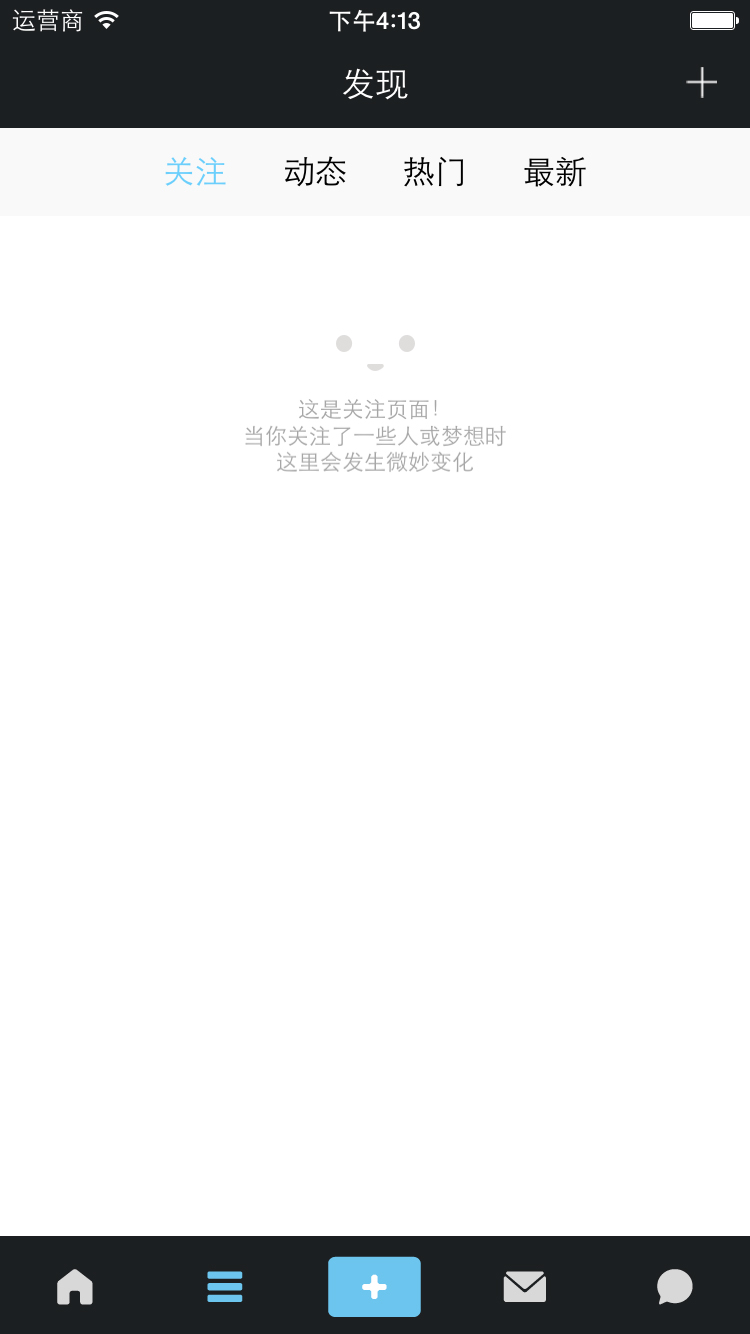 运营商 下午4:13
发现
关注 动态 热门 最新
这是关注页面！
当你关注了一些人或梦想时
这里会发生微妙变化